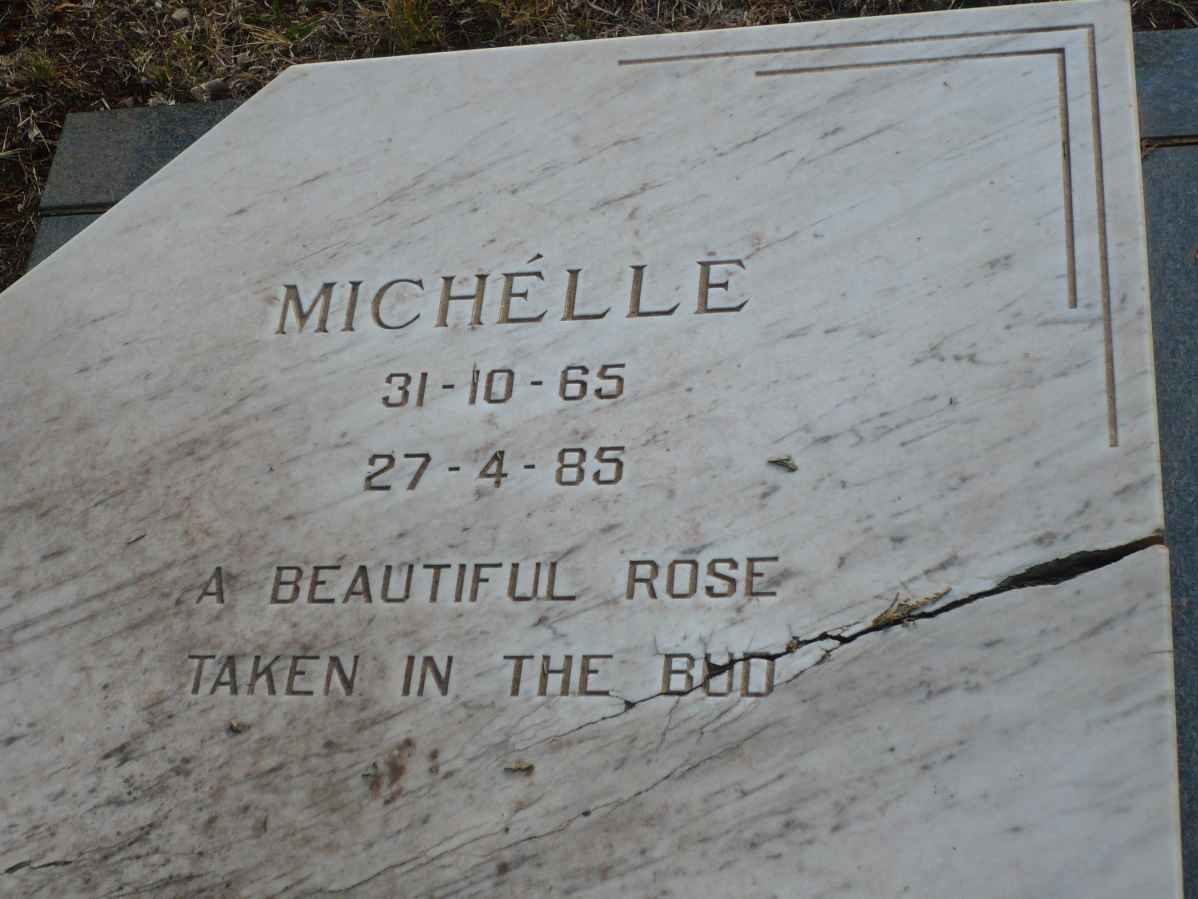 MICHÉLLE
31-10-65
27-4-85
A BEAUTIFUL ROSE
TAKEN IN THE BUD